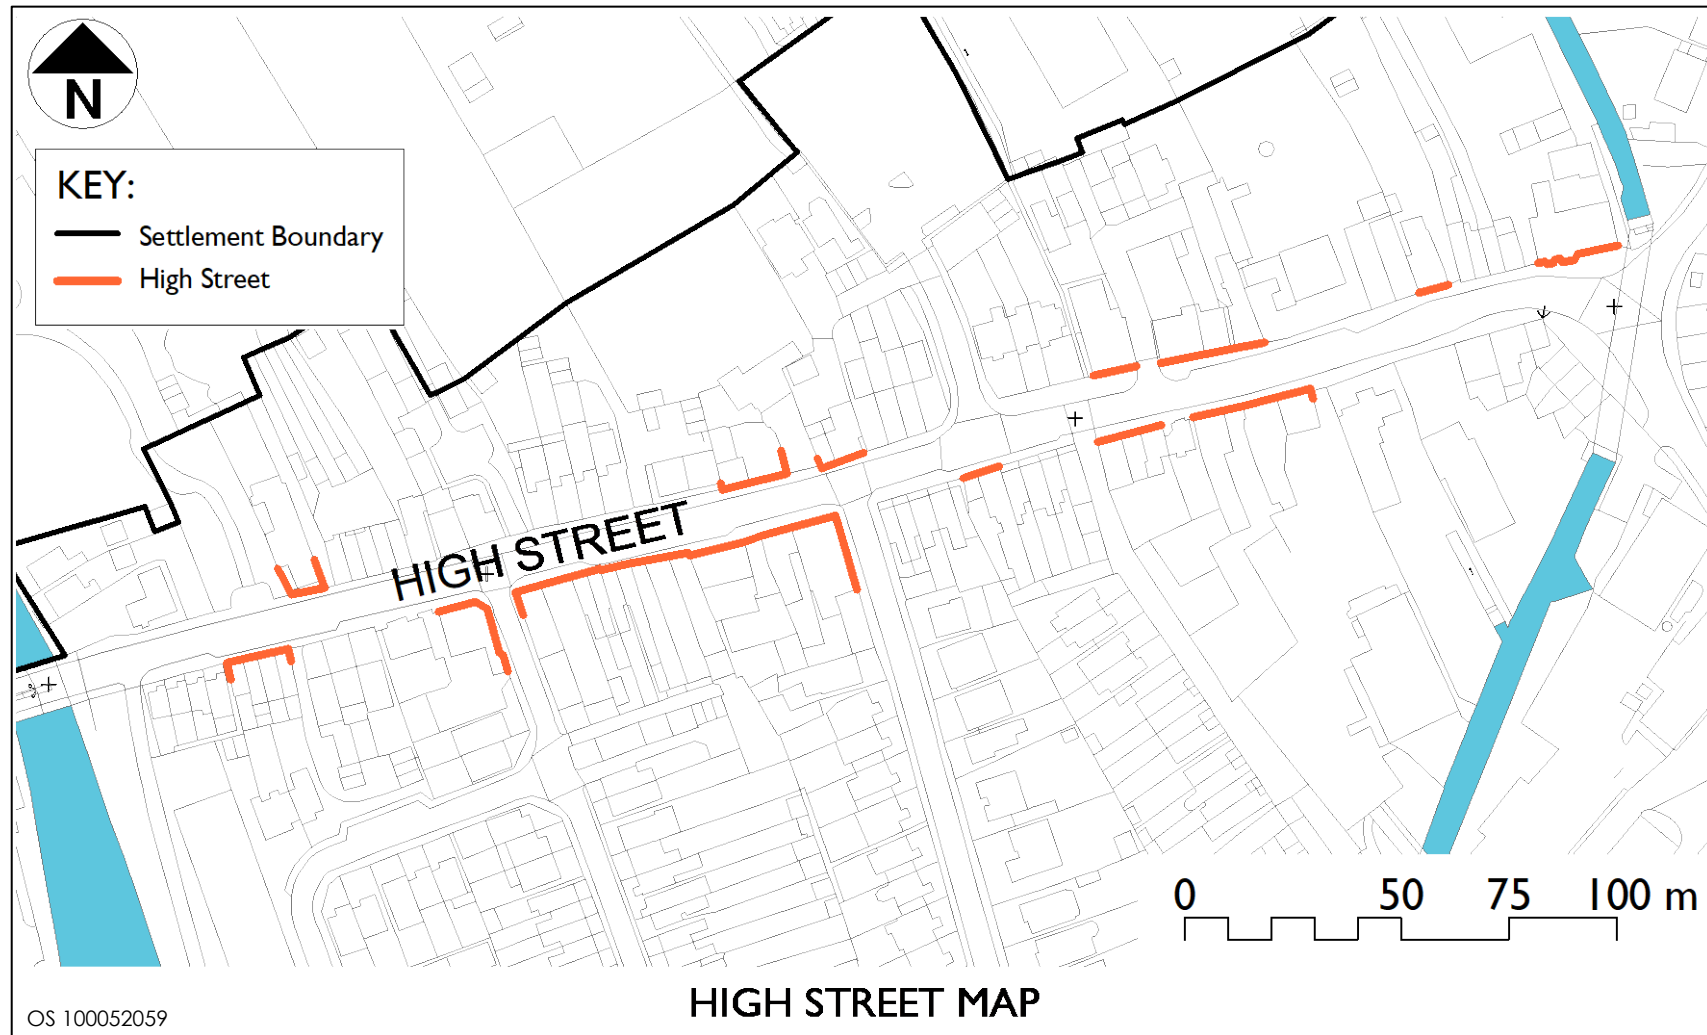 N
KEY:
Settlement Boundary
High Street
HIGH STREET
0 50 75 100 m
HIGH STREET MAP
OS 100052059